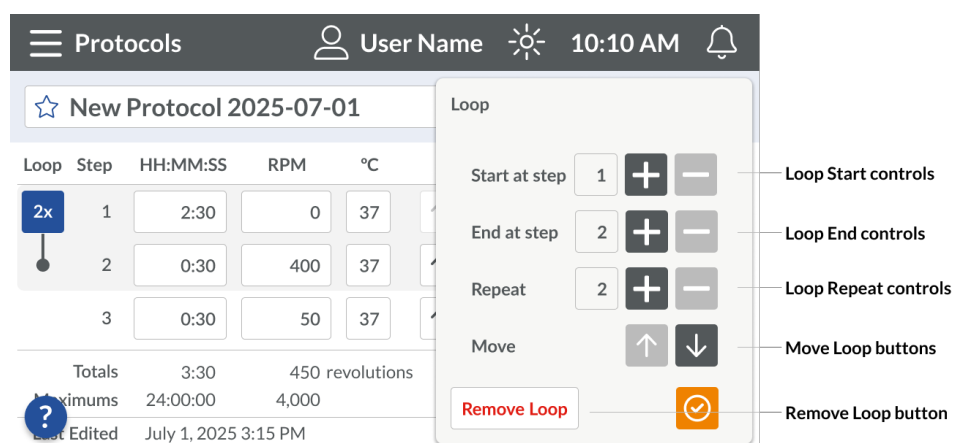 Protocols User Name 10:10 AM
New Protocol 2025-07-01
Loop Step HH:MM:SS RPM ºC
2x 1 2:30 0 37
2 0:30 400 37
3 0:30 50 37
Totals 3:30 450 revolutions
24:00:00 4,000
? Edited July 1, 2025 3:15 PM
Loop
Start at step 1 + − Loop Start controls
End at step 2 + − Loop End controls
Repeat 2 + − Loop Repeat controls
Move ↑ ↓ Move Loop buttons
Remove Loop Remove Loop button